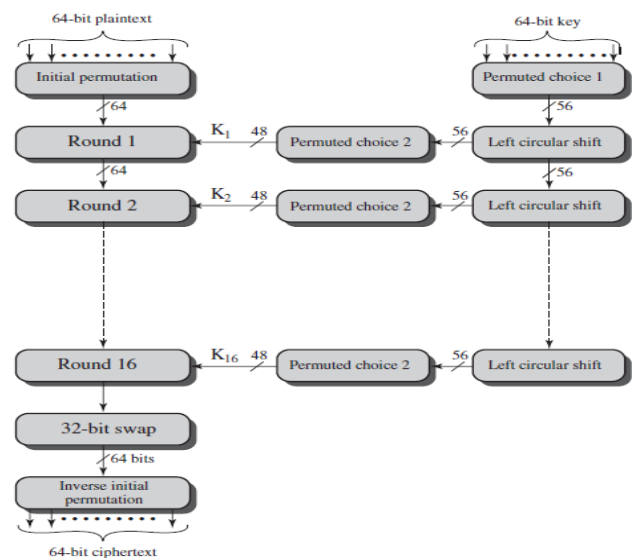 64-bit plaintext
64-bit key
Initial permutation
Permuted choice 1
64
56
Round 1
K1
48
Permuted choice 2
56
Left circular shift
64
56
Round 2
K2
48
Permuted choice 2
56
Left circular shift
Round 16
K16
48
Permuted choice 2
56
Left circular shift
32-bit swap
64 bits
Inverse initial
permutation
64-bit ciphertext